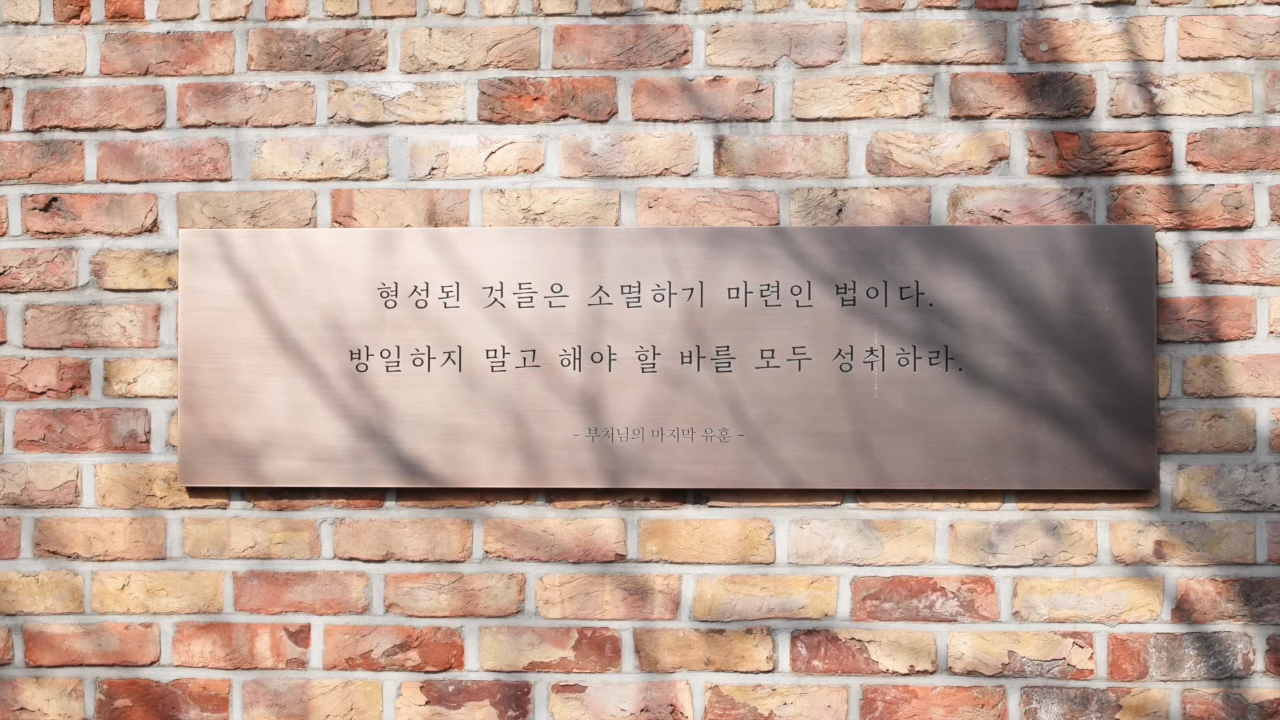 형성된 것들은 소멸하기 마련인 법이다.
방일하지 말고 해야 할 바를 모두 성취하라.
- 부처님의 마지막 유훈 -